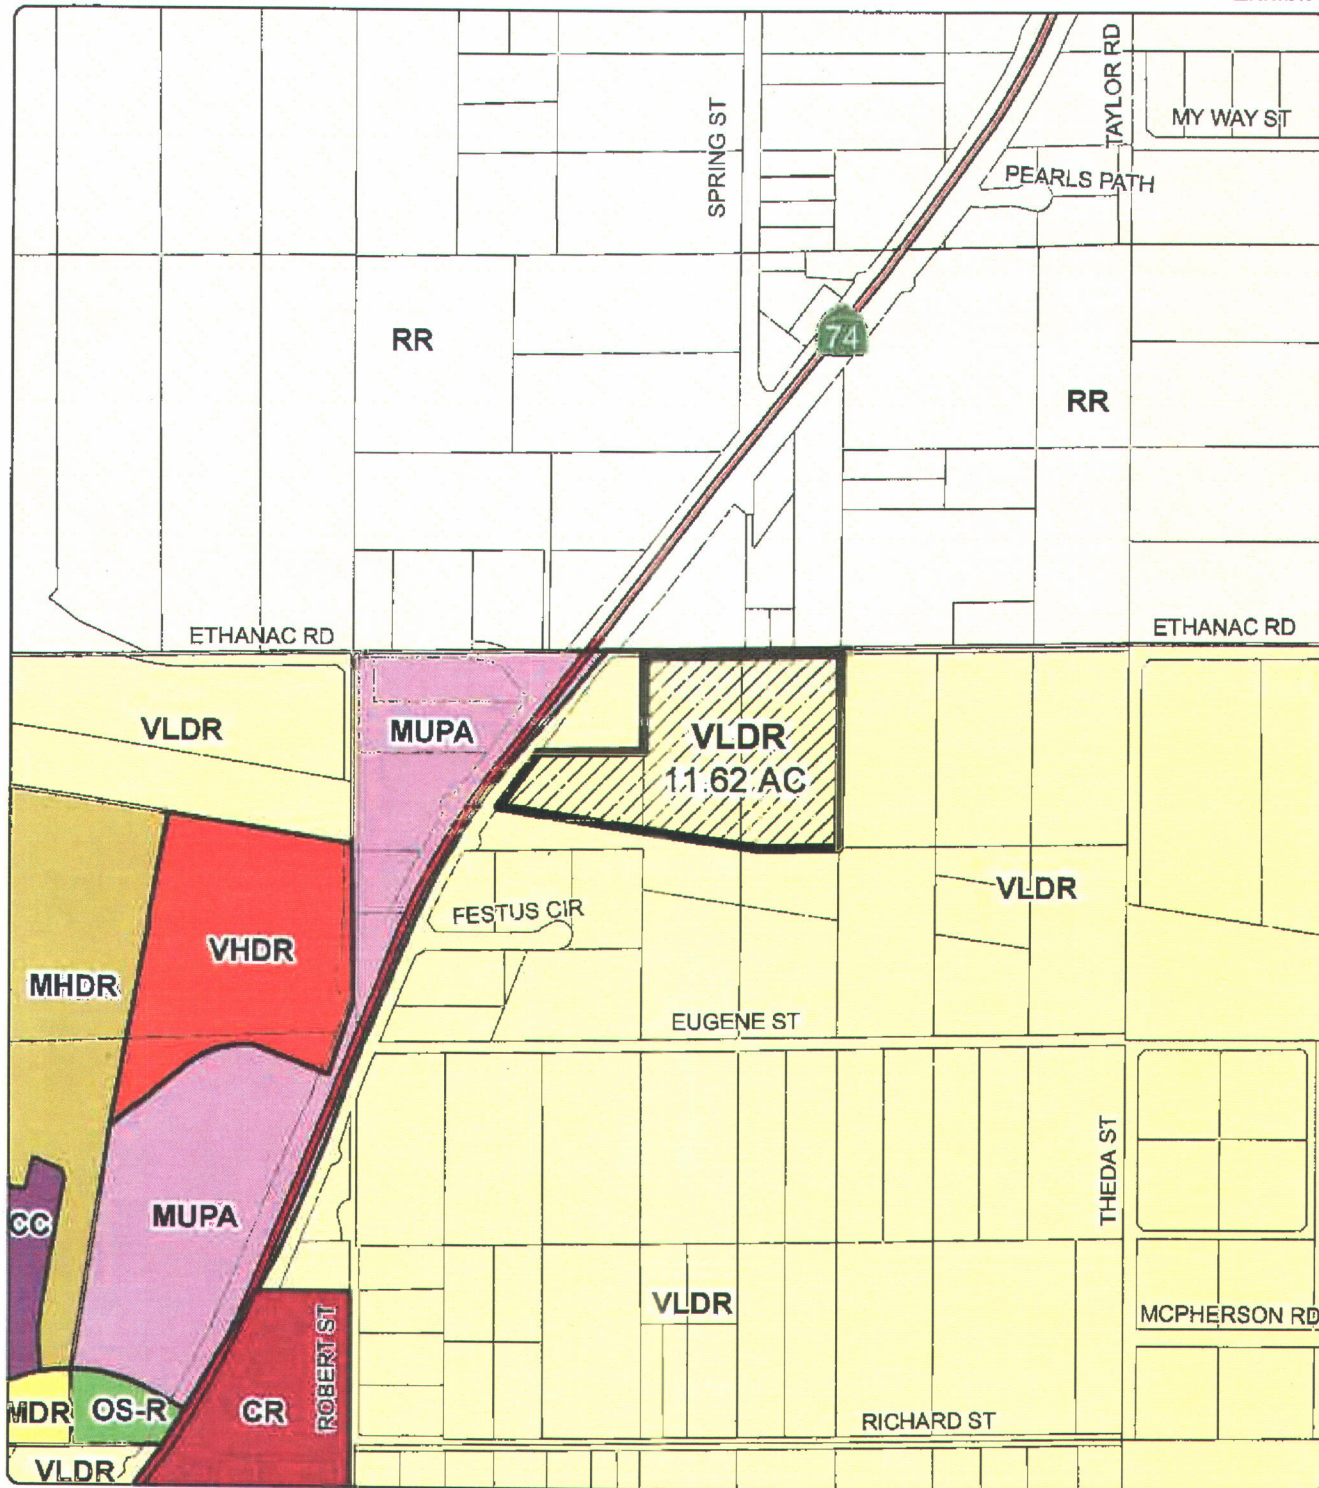 TAYLOR RD
MY WAY ST
SPRING ST
PEARLS PATH
74
RR
RR
ETHANAC RD
ETHANAC RD
VLDR
MUPA
VLDR
11.62 AC
VLDR
FESTUS CIR
VHDR
MHDR
EUGENE ST
THEDA ST
CC
MUPA
VLDR
MCPHERSON RD
ROBERT ST
MDR
OS-R
CR
RICHARD ST
VLDR